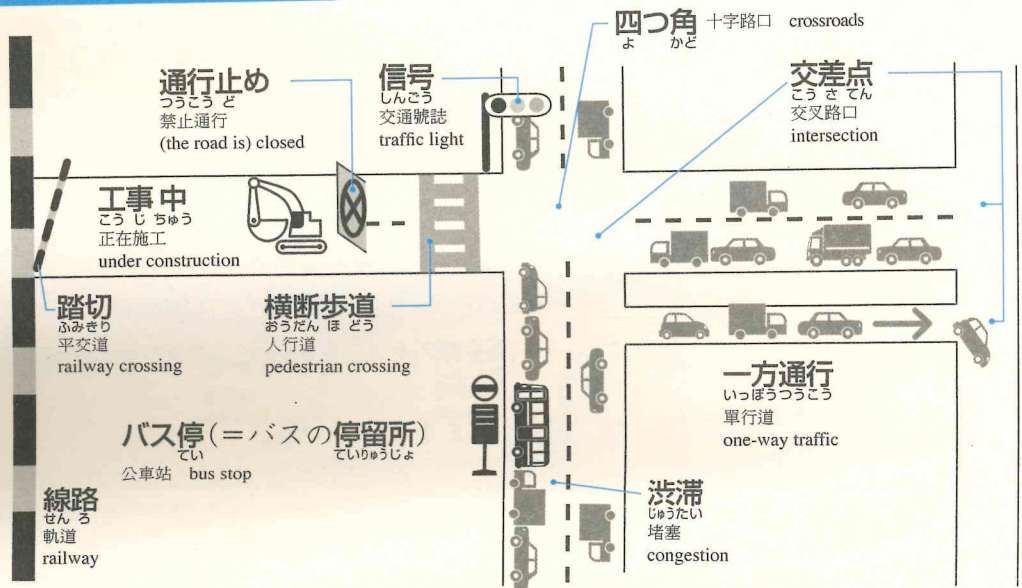 四つ角 十字路口 crossroads
よ かど
通行止め
つうこう ど
禁止通行
(the road is) closed
信号
しんごう
交通號誌
traffic light
交差点
こう さ てん
交叉路口
intersection
工事中
こう じ ちゅう
正在施工
under construction
踏切
ふみきり
平交道
railway crossing
横断歩道
おうだん ほ どう
人行道
pedestrian crossing
一方通行
いっぽうつうこう
單行道
one-way traffic
バス停(=バスの停留所)
てい ていりゅうじょ
公車站 bus stop
線路
せん ろ
軌道
railway
渋滞
じゅうたい
堵塞
congestion